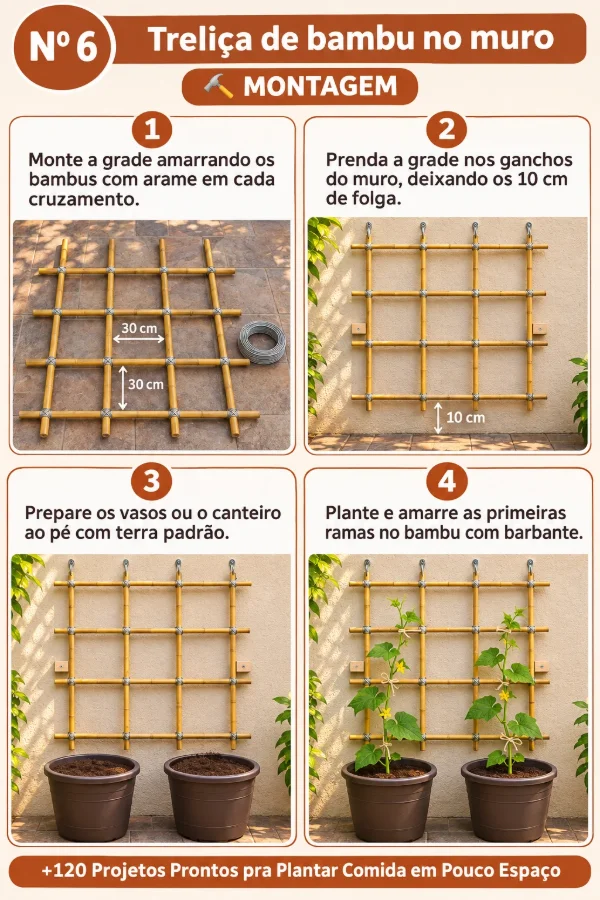 Nº 6
Treliça de bambu no muro
MONTAGEM
1
Monte a grade amarrando os
bambus com arame em cada
cruzamento.
30 cm
30 cm
2
Prenda a grade nos ganchos
do muro, deixando os 10 cm
de folga.
10 cm
3
Prepare os vasos ou o canteiro
ao pé com terra padrão.
4
Plante e amarre as primeiras
ramas no bambu com barbante.
+120 Projetos Prontos pra Plantar Comida em Pouco Espaço